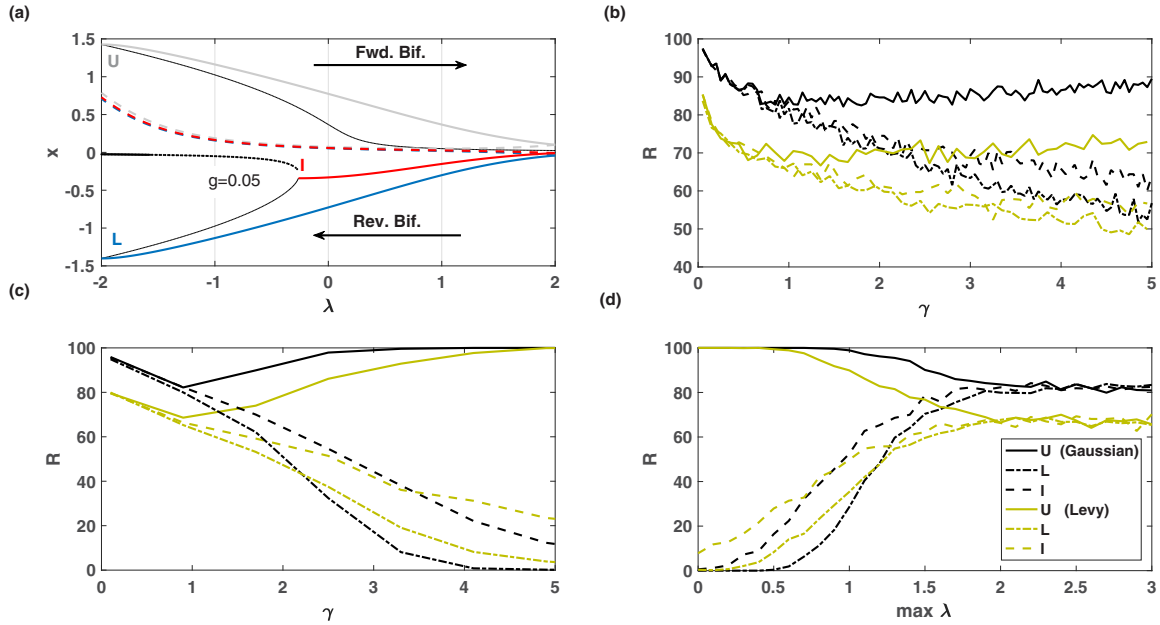 (a)
1.5
1
0.5
0
-0.5
-1
-1.5
x
U
I
L
g=0.05
Fwd. Bif.
Rev. Bif.
-2
-1
0
1
2
λ
(b)
100
90
80
70
60
50
40
R
0
1
2
3
4
5
γ
(c)
100
80
60
40
20
0
R
0
1
2
3
4
5
γ
(d)
100
80
60
40
20
0
R
U (Gaussian)
L
I
U (Levy)
L
I
0
0.5
1
1.5
2
2.5
3
max λ